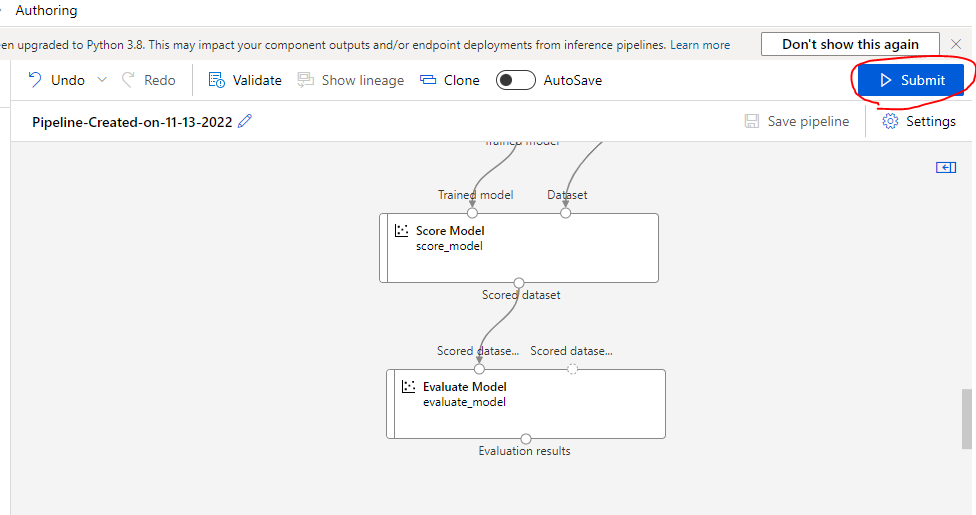 Authoring
en upgraded to Python 3.8. This may impact your component outputs and/or endpoint deployments from inference pipelines. Learn more
Don't show this again
Undo
Redo
Validate
Show lineage
Clone
AutoSave
Submit
Pipeline-Created-on-11-13-2022
Save pipeline
Settings
Trained model
Trained model
Dataset
Score Model
score_model
Scored dataset
Scored datase...
Scored datase...
Evaluate Model
evaluate_model
Evaluation results